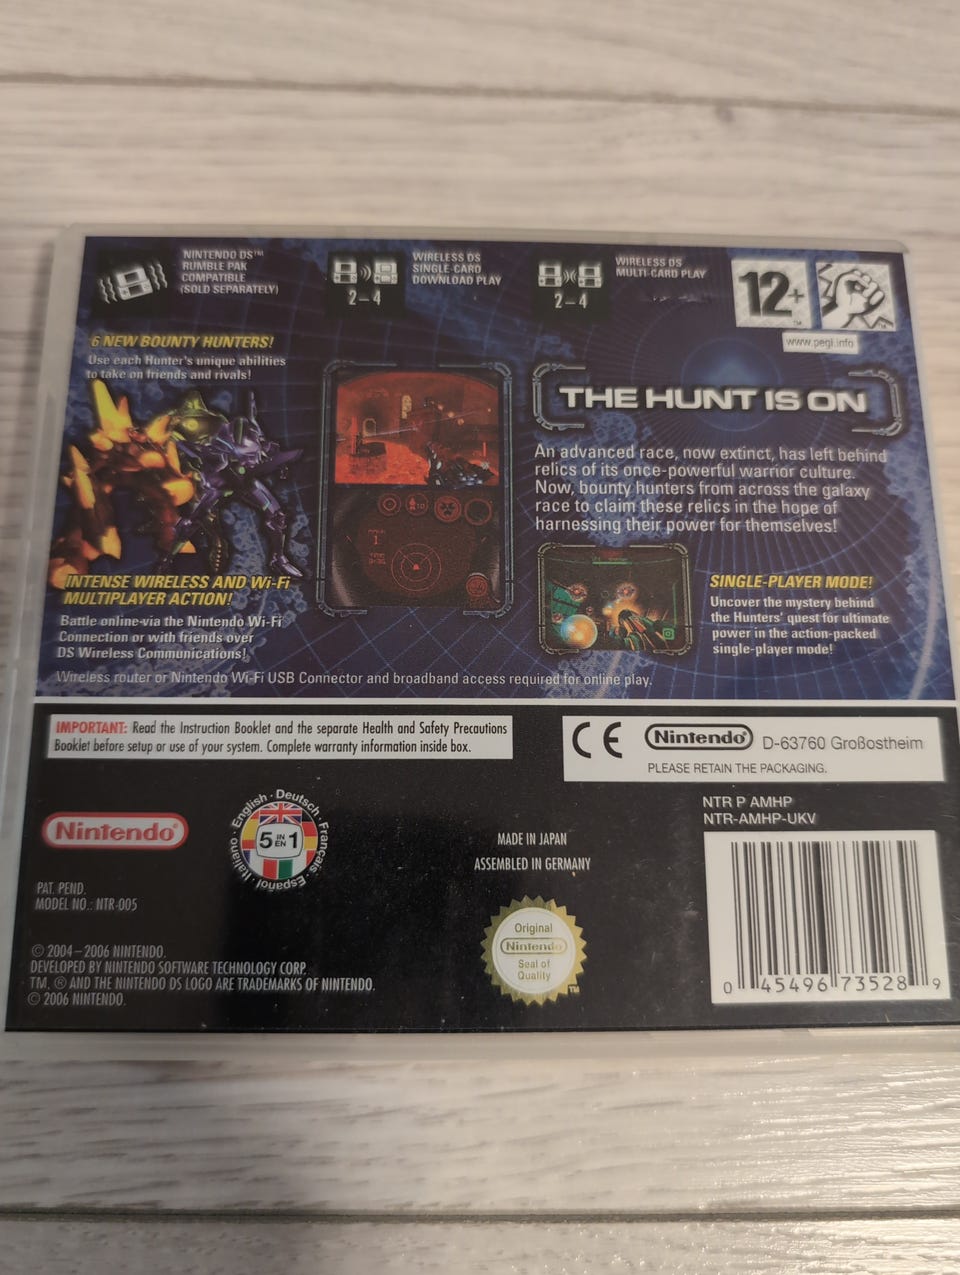 NINTENDO DS™
RUMBLE PAK
COMPATIBLE
(SOLD SEPARATELY)
WIRELESS DS
SINGLE-CARD
DOWNLOAD PLAY
2-4
WIRELESS DS
MULTI-CARD PLAY
2-4
12+
www.pegi.info
6 NEW BOUNTY HUNTERS!
Use each Hunter's unique abilities
to take on friends and rivals!
THE HUNT IS ON
An advanced race, now extinct, has left behind
relics of its once-powerful warrior culture.
Now, bounty hunters from across the galaxy
race to claim these relics in the hope of
harnessing their power for themselves!
INTENSE WIRELESS AND Wi-Fi
MULTIPLAYER ACTION!
Battle online via the Nintendo Wi-Fi
Connection or with friends over
DS Wireless Communications!
SINGLE-PLAYER MODE!
Uncover the mystery behind
the Hunters' quest for ultimate
power in the action-packed
single-player mode!
Wireless router or Nintendo Wi-Fi USB Connector and broadband access required for online play.
IMPORTANT: Read the Instruction Booklet and the separate Health and Safety Precautions
Booklet before setup or use of your system. Complete warranty information inside box.
CE Nintendo® D-63760 Großostheim
PLEASE RETAIN THE PACKAGING.
NTR P AMHP
NTR-AMHP-UKV
Nintendo®
English · Deutsch · Français · Español · Italiano
5 IN EN 1
MADE IN JAPAN
ASSEMBLED IN GERMANY
PAT. PEND.
MODEL NO.: NTR-005
Original
Nintendo
Seal of
Quality
™
© 2004-2006 NINTENDO.
DEVELOPED BY NINTENDO SOFTWARE TECHNOLOGY CORP.
TM, ® AND THE NINTENDO DS LOGO ARE TRADEMARKS OF NINTENDO.
© 2006 NINTENDO.
0 45496 73528 9